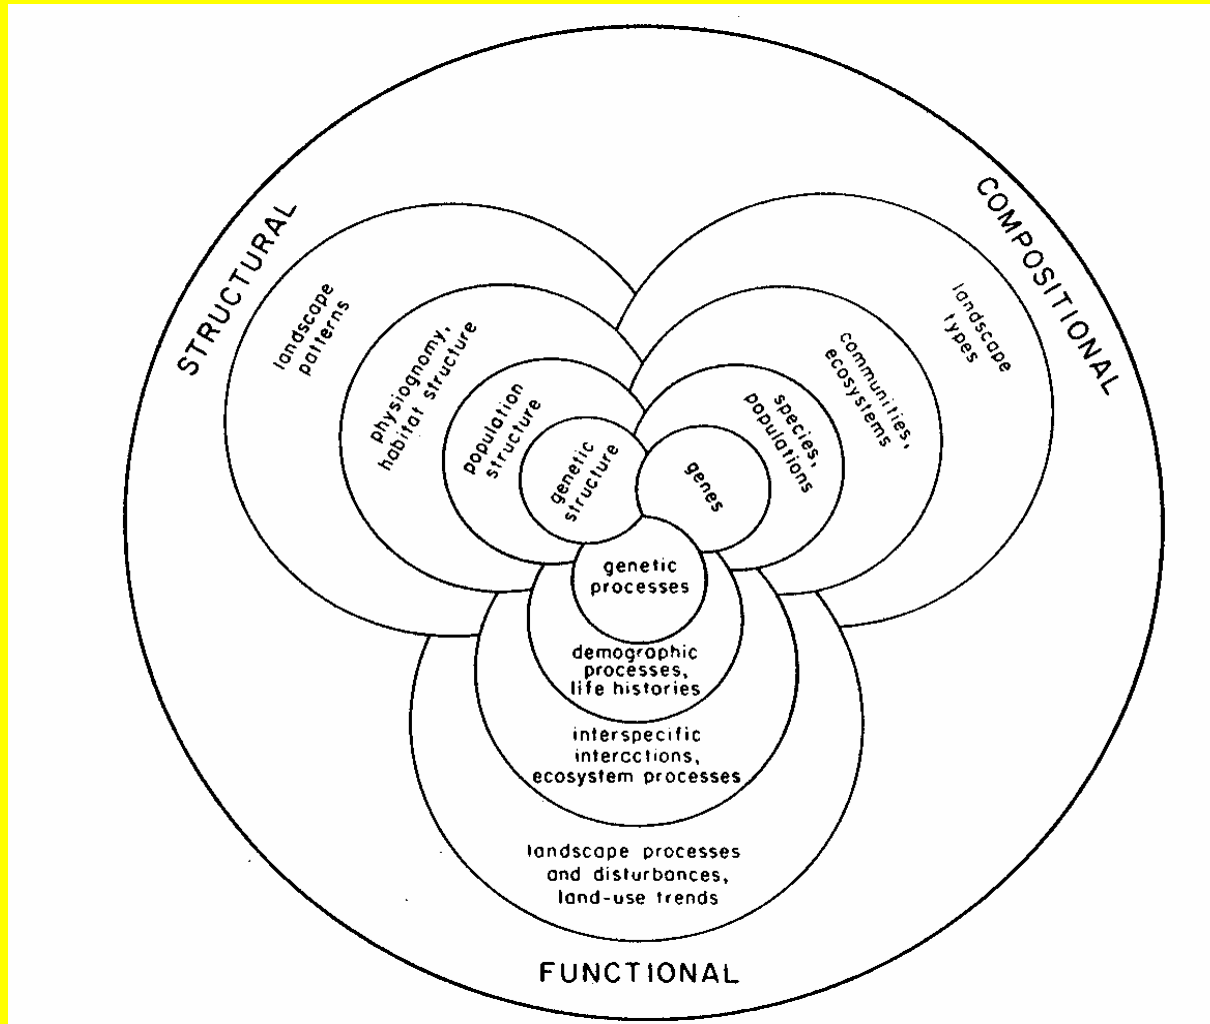 STRUCTURAL
landscape
patterns
physiognomy,
habitat structure
population
structure
genetic
structure
COMPOSITIONAL
landscape
types
communities,
ecosystems
species,
populations
genes
genetic
processes
demographic
processes,
life histories
interspecific
intercctions,
ecosystem processes
landscape processes
and disturbances,
land-use trends
FUNCTIONAL